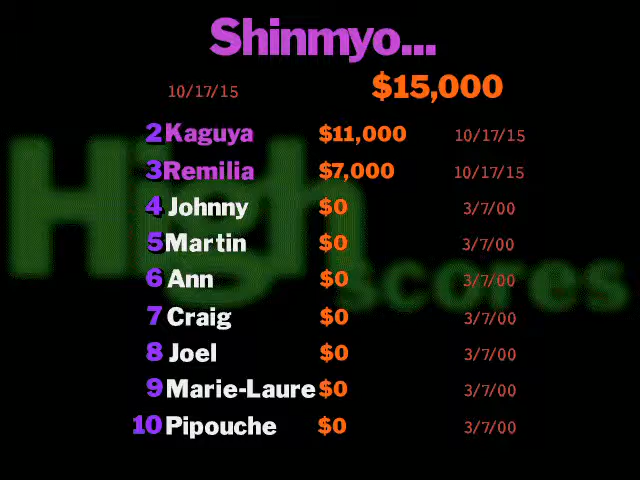 Shinmyo...
10/17/15 $15,000
High scores
2 Kaguya $11,000 10/17/15
3 Remilia $7,000 10/17/15
4 Johnny $0 3/7/00
5 Martin $0 3/7/00
6 Ann $0 3/7/00
7 Craig $0 3/7/00
8 Joel $0 3/7/00
9 Marie-Laure $0 3/7/00
10 Pipouche $0 3/7/00